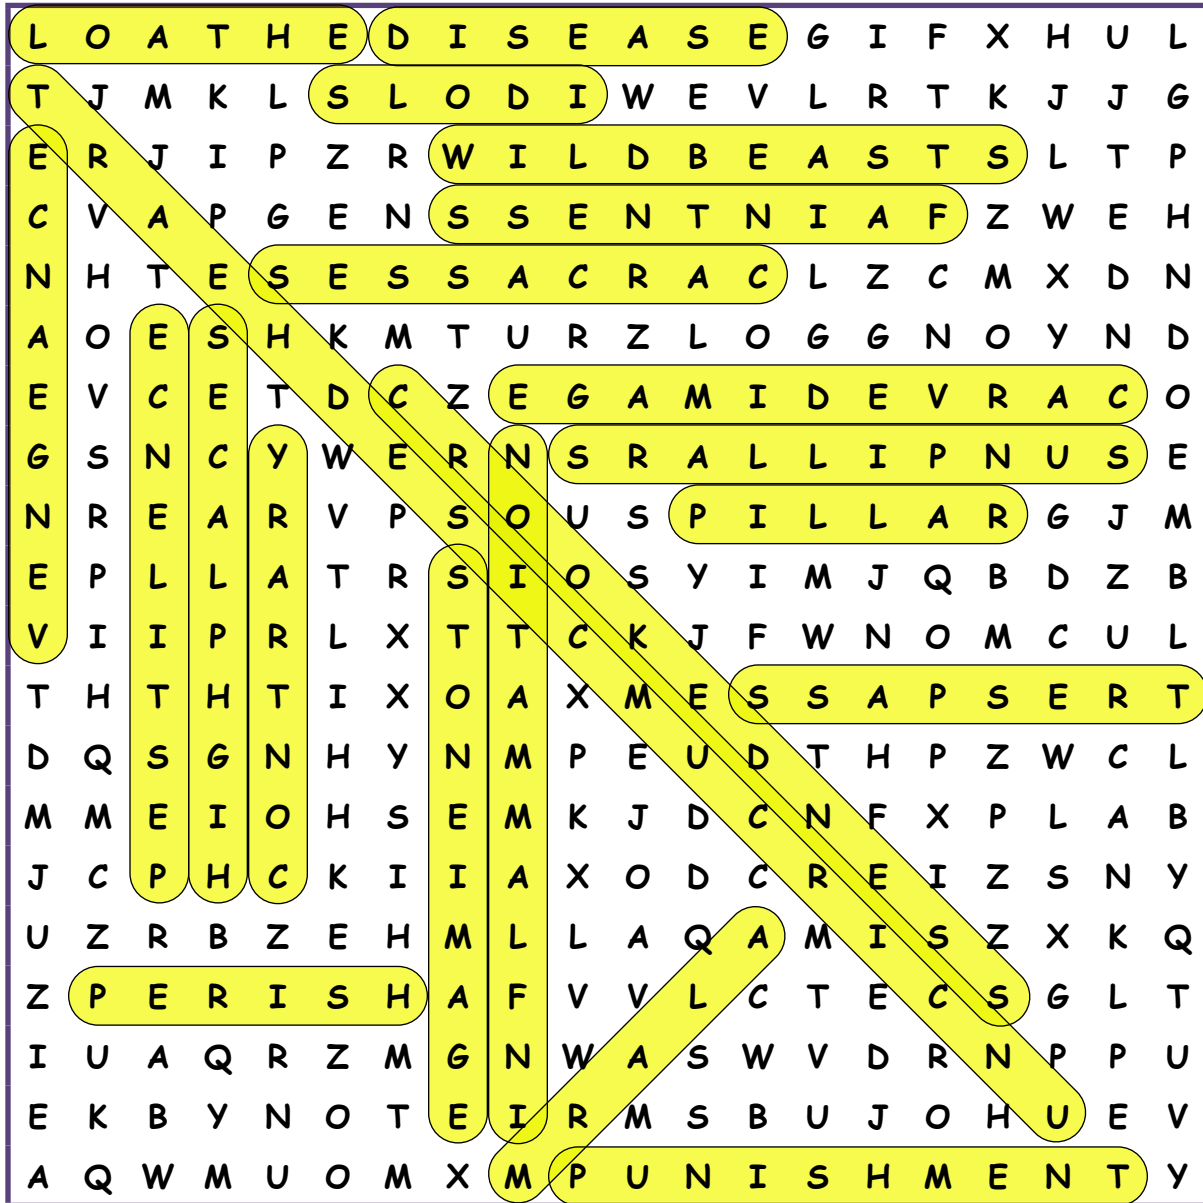 L O A T H E D I S E A S E G I F X H U L
T J M K L S L O D I W E V L R T K J J G
E R J I P Z R W I L D B E A S T S L T P
C V A P G E N S S E N T N I A F Z W E H
N H T E S E S S A C R A C L Z C M X D N
A O E S H K M T U R Z L O G G N O Y N D
E V C E T D C Z E G A M I D E V R A C O
G S N C Y W E R N S R A L L I P N U S E
N R E A R V P S O U S P I L L A R G J M
E P L L A T R S I O S Y I M J Q B D Z B
V I I P R L X T T C K J F W N O M C U L
T H T H T I X O A X M E S S A P S E R T
D Q S G N H Y N M P E U D T H P Z W C L
M M E I O H S E M K J D C N F X P L A B
J C P H C K I I A X O D C R E I Z S N Y
U Z R B Z E H M L L A Q A M I S Z X K Q
Z P E R I S H A F V V L C T E C S G L T
I U A Q R Z M G N W A S W V D R N P P U
E K B Y N O T E I R M S B U J O H U E V
A Q W M U O M X M P U N I S H M E N T Y